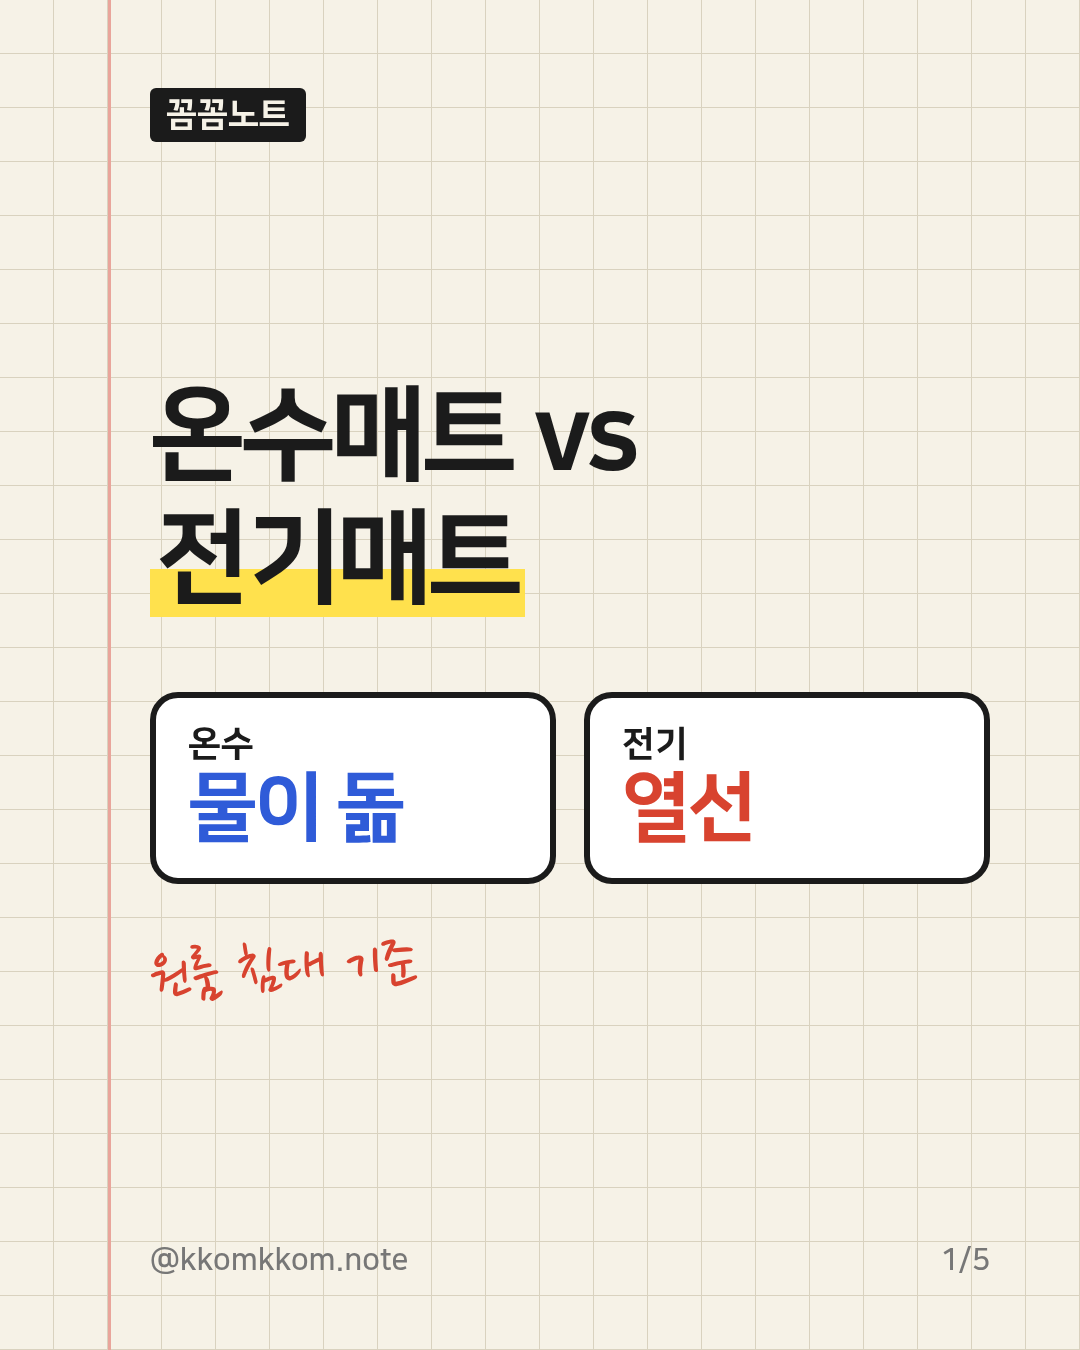 꼼꼼노트
온수매트 vs
전기매트
온수
물이 돎
전기
열선
원룸 침대 기준
@kkomkkom.note
1/5